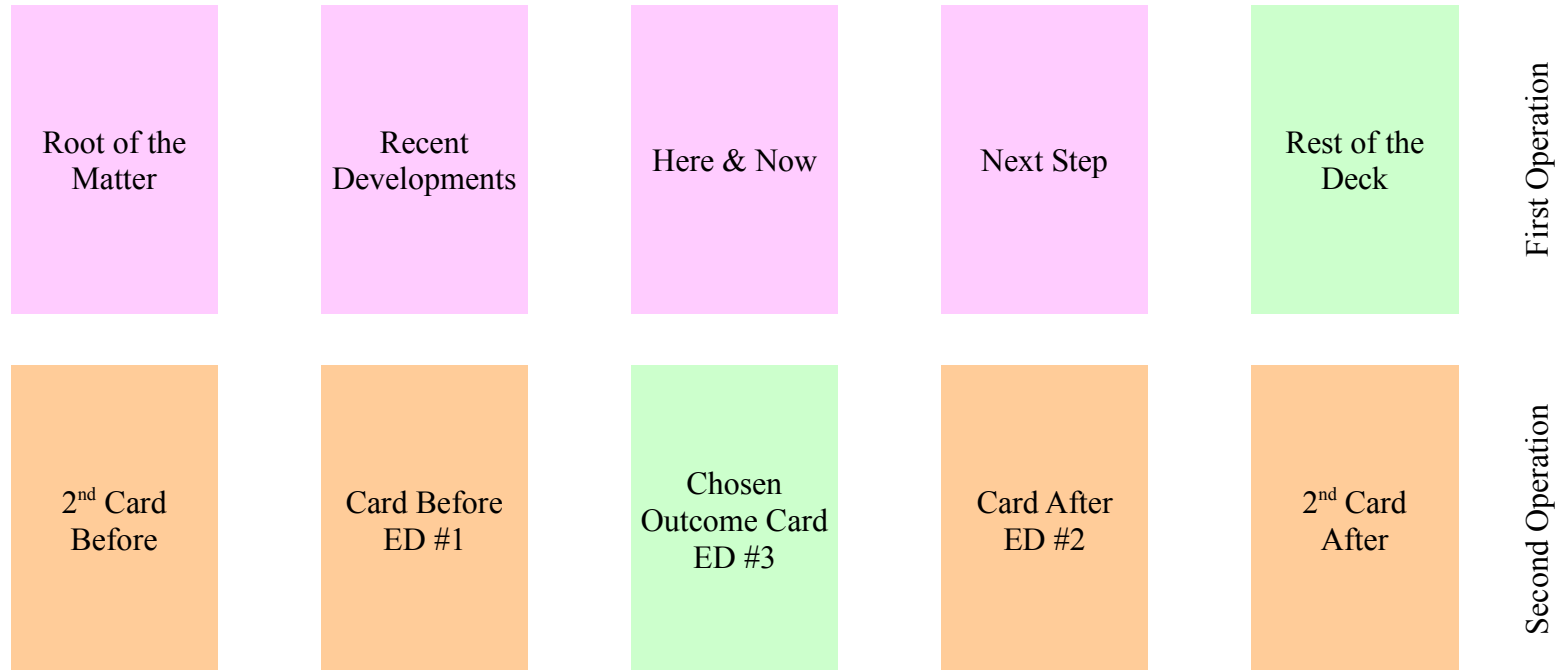 Root of the
Matter
Recent
Developments
Here & Now
Next Step
Rest of the
Deck
First Operation
2nd Card
Before
Card Before
ED #1
Chosen
Outcome Card
ED #3
Card After
ED #2
2nd Card
After
Second Operation